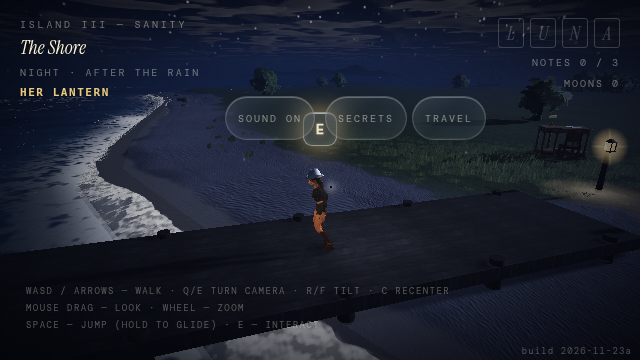 ISLAND III — SANITY
The Shore
NIGHT · AFTER THE RAIN
HER LANTERN
L U N A
NOTES 0 / 3
MOONS 0
SOUND ON
E
SECRETS
TRAVEL
WASD / ARROWS — WALK · Q/E TURN CAMERA · R/F TILT · C RECENTER
MOUSE DRAG — LOOK · WHEEL — ZOOM
SPACE — JUMP (HOLD TO GLIDE) · E — INTERACT
build 2026-11-23a